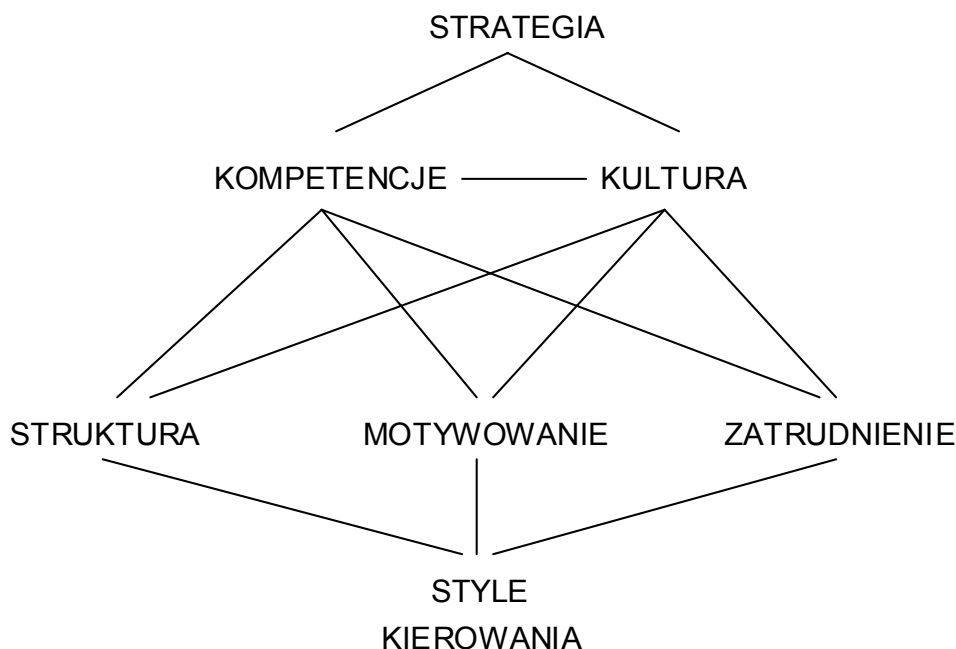 STRATEGIA
KOMPETENCJE KULTURA
STRUKTURA MOTYWOWANIE ZATRUDNIENIE
STYLE
KIEROWANIA